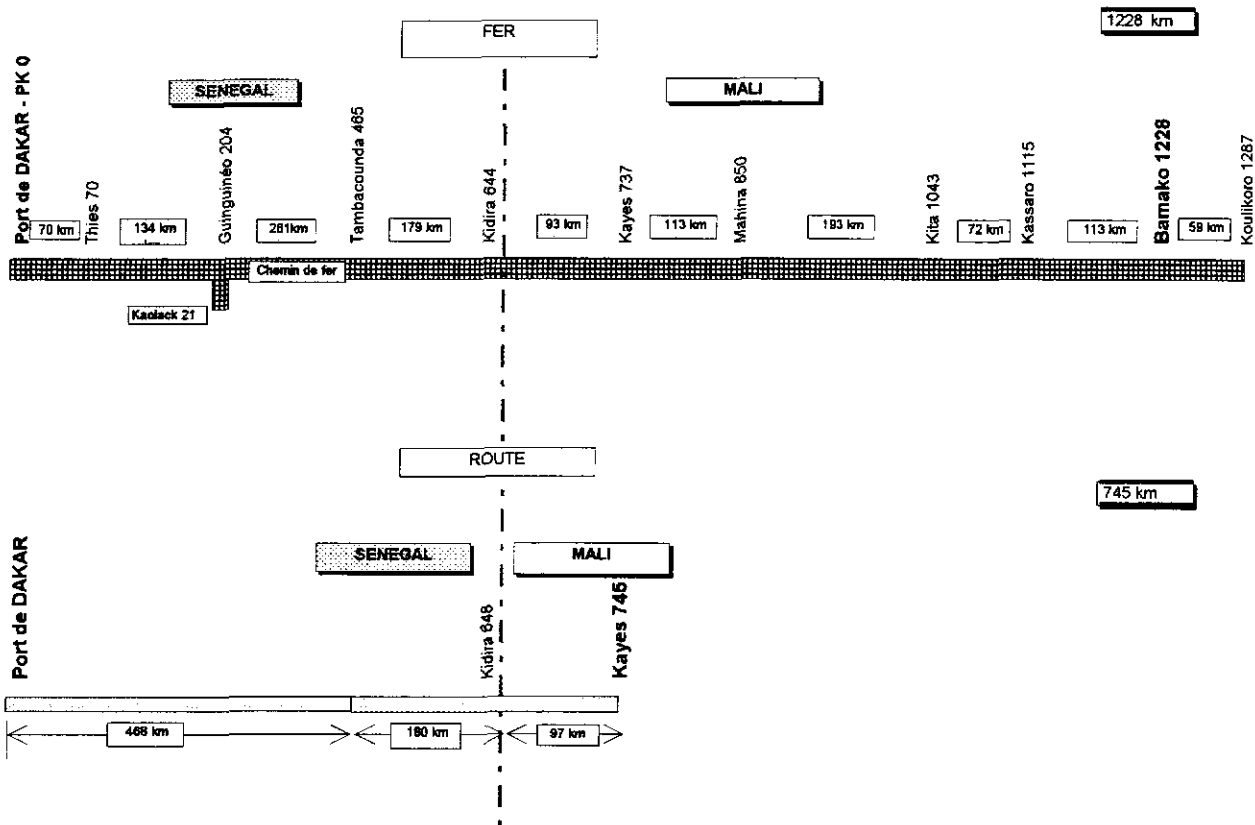 FER
1228 km
SENEGAL
MALI
Port de DAKAR - PK 0
Thies 70
Guinguinéo 204
Tambacounda 465
Kidira 644
Kayes 737
Mahina 850
Kita 1043
Kassaro 1115
Bamako 1228
Koulikoro 1287
70 km
134 km
261km
179 km
93 km
113 km
193 km
72 km
113 km
59 km
Chemin de fer
Kaolack 21
ROUTE
745 km
SENEGAL
MALI
Port de DAKAR
Kidira 648
Kayes 745
468 km
180 km
97 km